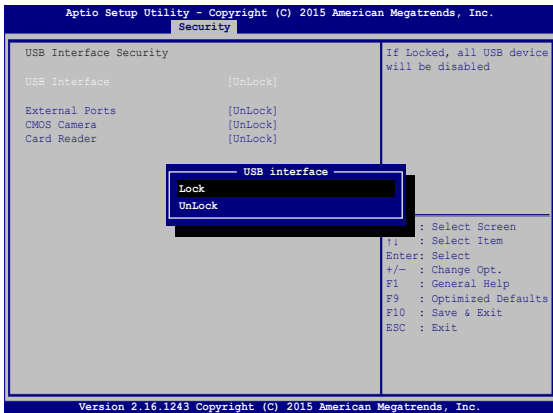 Aptio Setup Utility - Copyright (C) 2015 American Megatrends, Inc.
Security
USB Interface Security
USB Interface [UnLock]
External Ports [UnLock]
CMOS Camera [UnLock]
Card Reader [UnLock]
If Locked, all USB device
will be disabled
USB interface
Lock
UnLock
: Select Screen
↑↓ : Select Item
Enter: Select
+/— : Change Opt.
F1 : General Help
F9 : Optimized Defaults
F10 : Save & Exit
ESC : Exit
Version 2.16.1243 Copyright (C) 2015 American Megatrends, Inc.